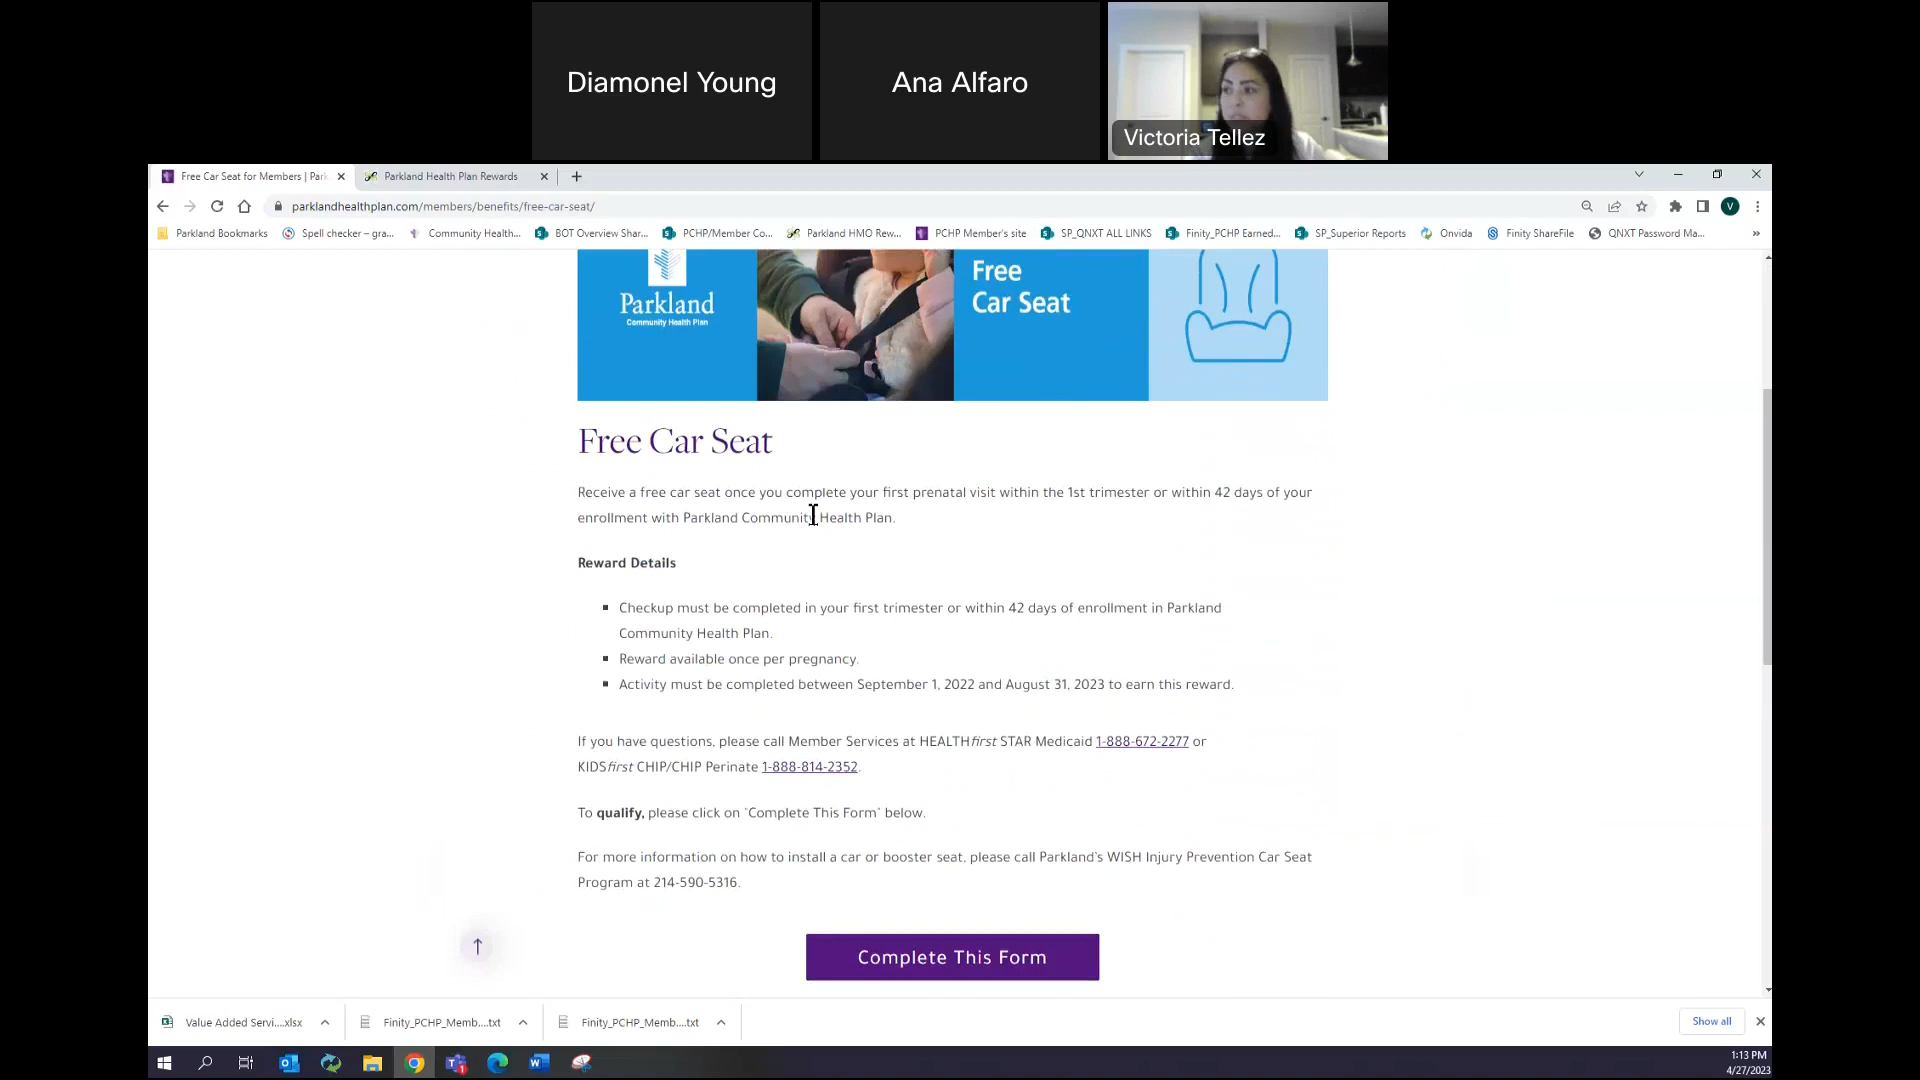 Diamonel Young
Ana Alfaro
Victoria Tellez
Free Car Seat for Members | Park
Parkland Health Plan Rewards
parklandhealthplan.com/members/benefits/free-car-seat/
V
Parkland Bookmarks
Spell checker – gra...
Community Health...
BOT Overview Shar...
PCHP/Member Co...
Parkland HMO Rew...
PCHP Member's site
SP_QNXT ALL LINKS
Finity_PCHP Earned...
SP_Superior Reports
Onvida
Finity ShareFile
QNXT Password Ma...
Parkland
Community Health Plan
Free
Car Seat
Free Car Seat
Receive a free car seat once you complete your first prenatal visit within the 1st trimester or within 42 days of your
enrollment with Parkland Community Health Plan.
Reward Details
Checkup must be completed in your first trimester or within 42 days of enrollment in Parkland
Community Health Plan.
Reward available once per pregnancy.
Activity must be completed between September 1, 2022 and August 31, 2023 to earn this reward.
If you have questions, please call Member Services at HEALTHfirst STAR Medicaid 1-888-672-2277 or
KIDSfirst CHIP/CHIP Perinate 1-888-814-2352.
To qualify, please click on "Complete This Form" below.
For more information on how to install a car or booster seat, please call Parkland's WISH Injury Prevention Car Seat
Program at 214-590-5316.
Complete This Form
Value Added Servi....xlsx
Finity_PCHP_Memb....txt
Finity_PCHP_Memb....txt
Show all
1:13 PM
4/27/2023